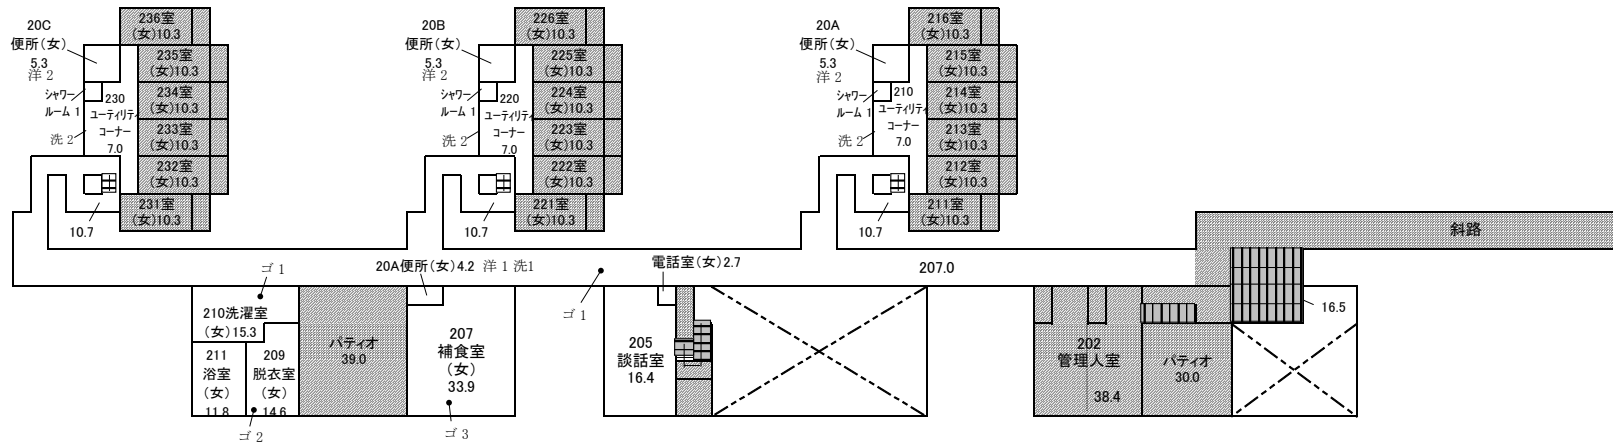 20C
便所(女)
5.3
洋 2
シャワー
ルーム 1
230
ユーティリティ
コーナー
7.0
洗 2
236室
(女)10.3
235室
(女)10.3
234室
(女)10.3
233室
(女)10.3
232室
(女)10.3
231室
(女)10.3
10.7
20B
便所(女)
5.3
洋 2
シャワー
ルーム 1
220
ユーティリティ
コーナー
7.0
洗 2
226室
(女)10.3
225室
(女)10.3
224室
(女)10.3
223室
(女)10.3
222室
(女)10.3
221室
(女)10.3
10.7
20A
便所(女)
5.3
洋 2
シャワー
ルーム 1
210
ユーティリティ
コーナー
7.0
洗 2
216室
(女)10.3
215室
(女)10.3
214室
(女)10.3
213室
(女)10.3
212室
(女)10.3
211室
(女)10.3
10.7
斜路
ゴ 1
20A便所(女)4.2 洋 1 洗1
ゴ 1
電話室(女)2.7
207.0
16.5
210洗濯室
(女)15.3
211
浴室
(女)
11.8
209
脱衣室
(女)
14.6
ゴ 2
パティオ
39.0
207
補食室
(女)
33.9
ゴ 3
205
談話室
16.4
202
管理人室
38.4
パティオ
30.0